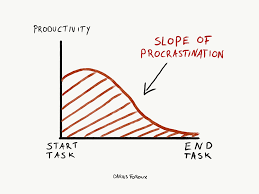 PRODUCTIVITY
SLOPE OF
PROCRASTINATION
START
TASK
END
TASK